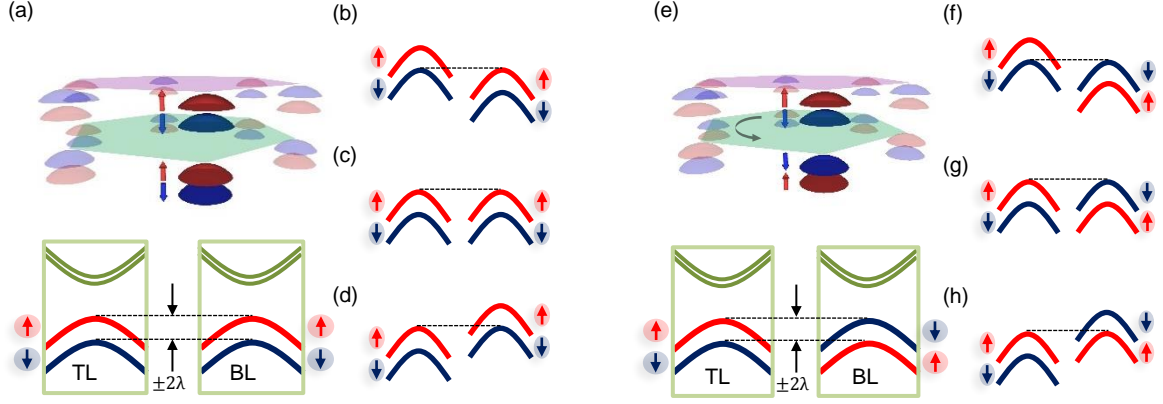 (a)
(b)
(c)
(d)
TL
±2λ
BL
(e)
(f)
(g)
(h)
TL
±2λ
BL